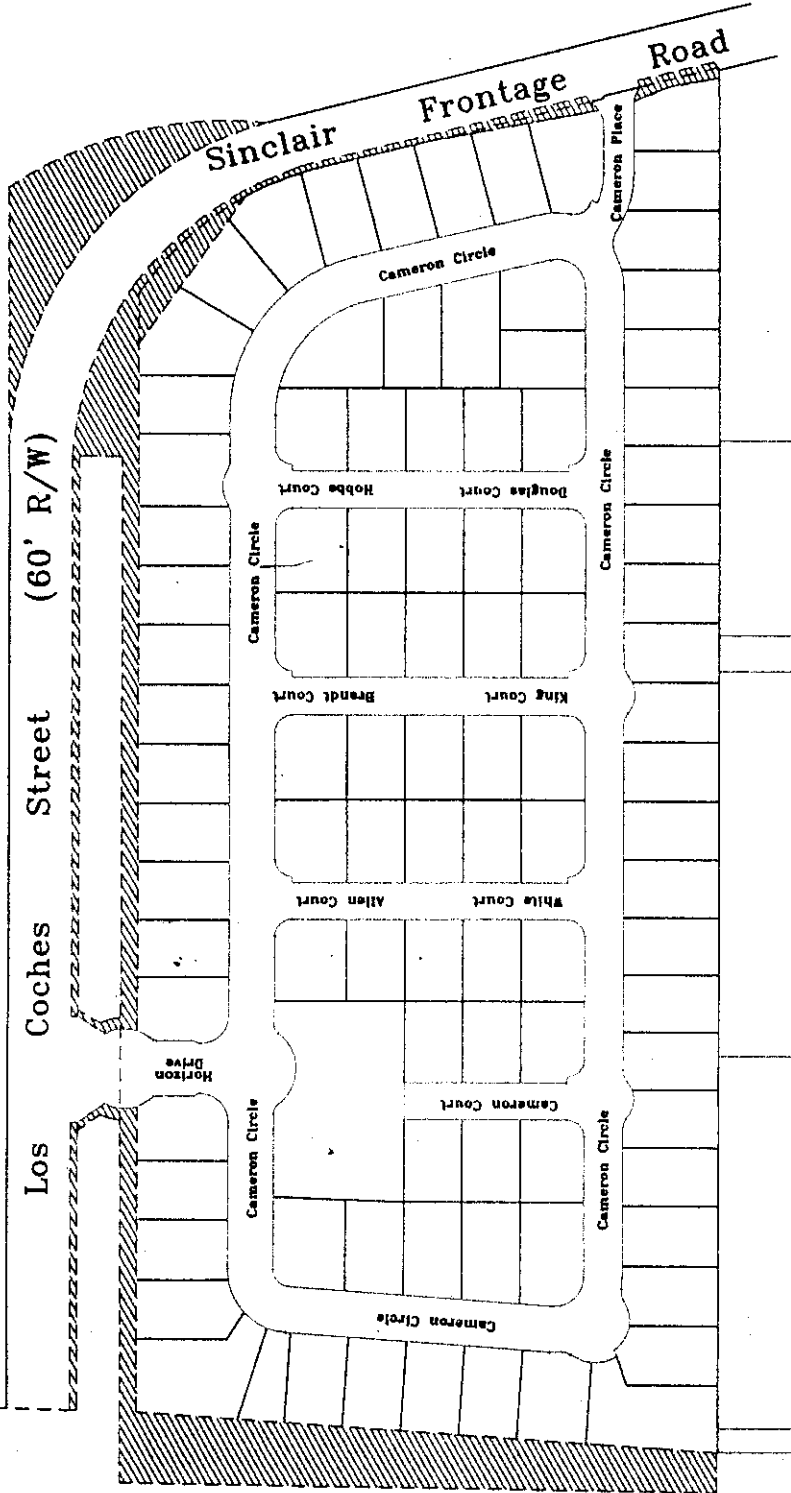 Sinclair Frontage Road
Cameron Place
Cameron Circle
Los Coches Street (60' R/W)
Hobbs Court
Douglas Court
Cameron Circle
Cameron Circle
Brandt Court
King Court
Allen Court
White Court
Horizon
Drive
Cameron Court
Cameron Circle
Cameron Circle
Cameron Circle